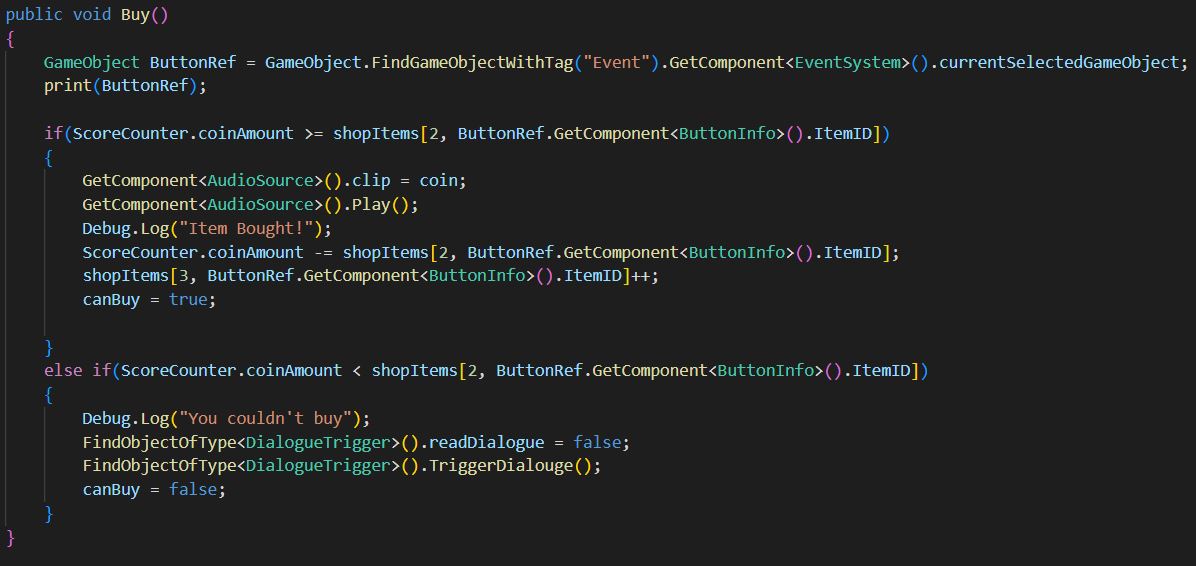 public void Buy()
{
    GameObject ButtonRef = GameObject.FindGameObjectWithTag("Event").GetComponent<EventSystem>().currentSelectedGameObject;
    print(ButtonRef);

    if(ScoreCounter.coinAmount >= shopItems[2, ButtonRef.GetComponent<ButtonInfo>().ItemID])
    {
        GetComponent<AudioSource>().clip = coin;
        GetComponent<AudioSource>().Play();
        Debug.Log("Item Bought!");
        ScoreCounter.coinAmount -= shopItems[2, ButtonRef.GetComponent<ButtonInfo>().ItemID];
        shopItems[3, ButtonRef.GetComponent<ButtonInfo>().ItemID]++;
        canBuy = true;

    }
    else if(ScoreCounter.coinAmount < shopItems[2, ButtonRef.GetComponent<ButtonInfo>().ItemID])
    {
        Debug.Log("You couldn't buy");
        FindObjectOfType<DialogueTrigger>().readDialogue = false;
        FindObjectOfType<DialogueTrigger>().TriggerDialouge();
        canBuy = false;
    }
}